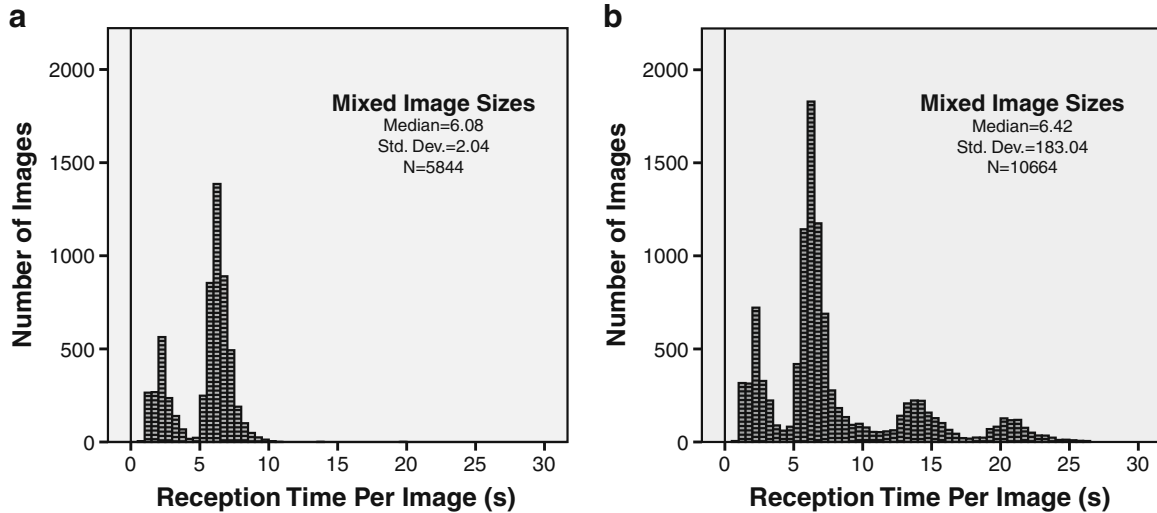 a
2000
1500
1000
500
0
Number of Images
Mixed Image Sizes
Median=6.08
Std. Dev.=2.04
N=5844
0 5 10 15 20 25 30
Reception Time Per Image (s)
b
2000
1500
1000
500
0
Number of Images
Mixed Image Sizes
Median=6.42
Std. Dev.=183.04
N=10664
0 5 10 15 20 25 30
Reception Time Per Image (s)